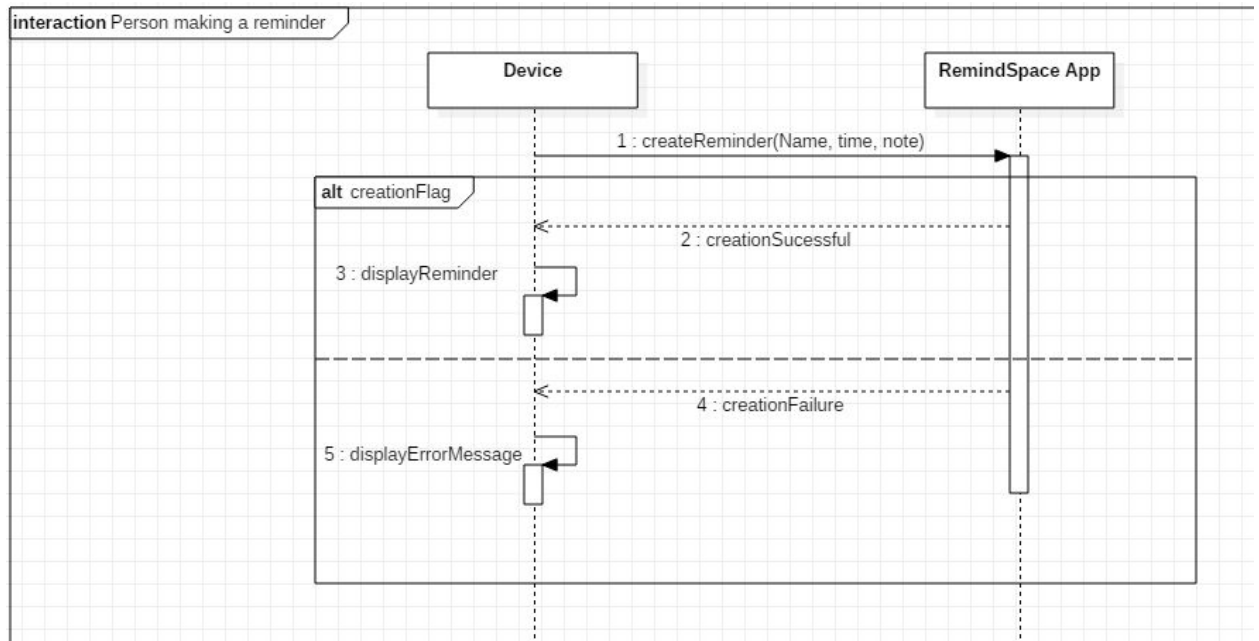 interaction Person making a reminder
Device
RemindSpace App
1 : createReminder(Name, time, note)
alt creationFlag
2 : creationSucessful
3 : displayReminder
4 : creationFailure
5 : displayErrorMessage